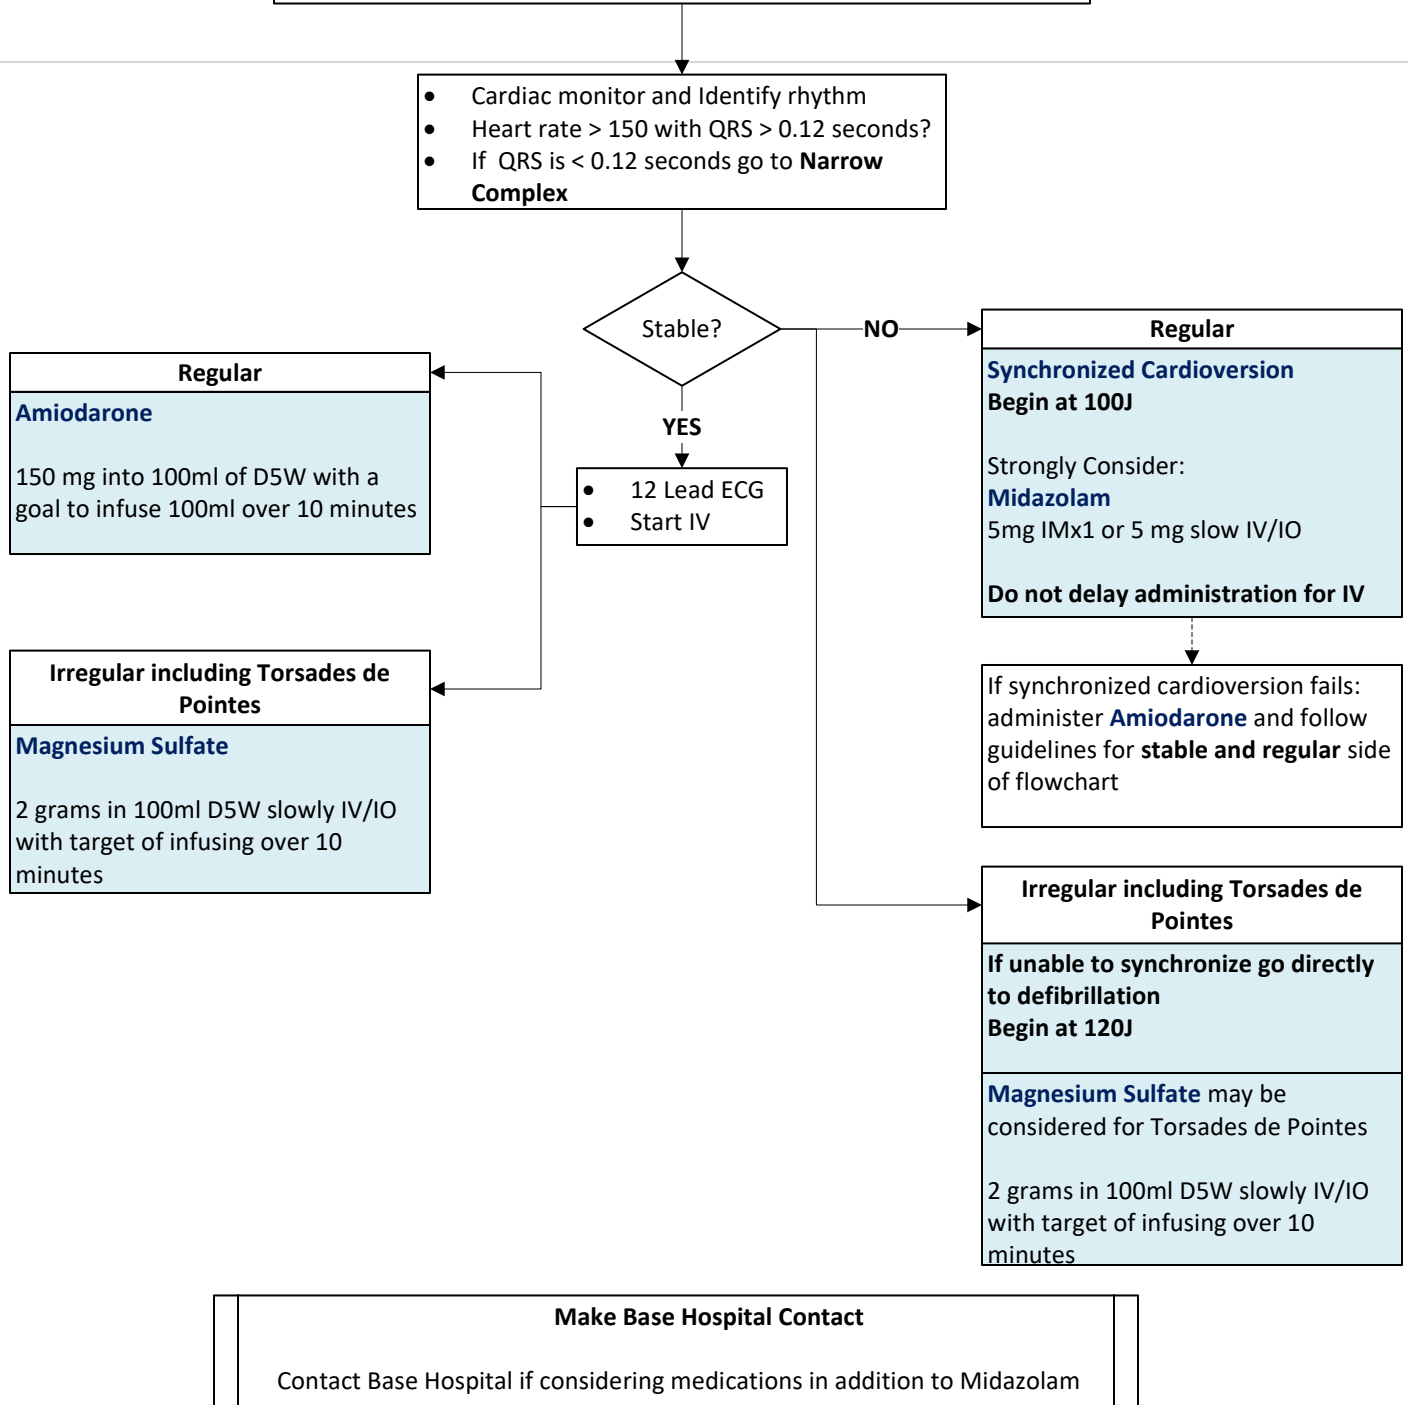 • Cardiac monitor and Identify rhythm
• Heart rate > 150 with QRS > 0.12 seconds?
• If QRS is < 0.12 seconds go to Narrow
Complex
Stable?
NO
YES
• 12 Lead ECG
• Start IV
Regular
Amiodarone
150 mg into 100ml of D5W with a
goal to infuse 100ml over 10 minutes
Irregular including Torsades de
Pointes
Magnesium Sulfate
2 grams in 100ml D5W slowly IV/IO
with target of infusing over 10
minutes
Regular
Synchronized Cardioversion
Begin at 100J
Strongly Consider:
Midazolam
5mg IMx1 or 5 mg slow IV/IO
Do not delay administration for IV
If synchronized cardioversion fails:
administer Amiodarone and follow
guidelines for stable and regular side
of flowchart
Irregular including Torsades de
Pointes
If unable to synchronize go directly
to defibrillation
Begin at 120J
Magnesium Sulfate may be
considered for Torsades de Pointes
2 grams in 100ml D5W slowly IV/IO
with target of infusing over 10
minutes
Make Base Hospital Contact
Contact Base Hospital if considering medications in addition to Midazolam